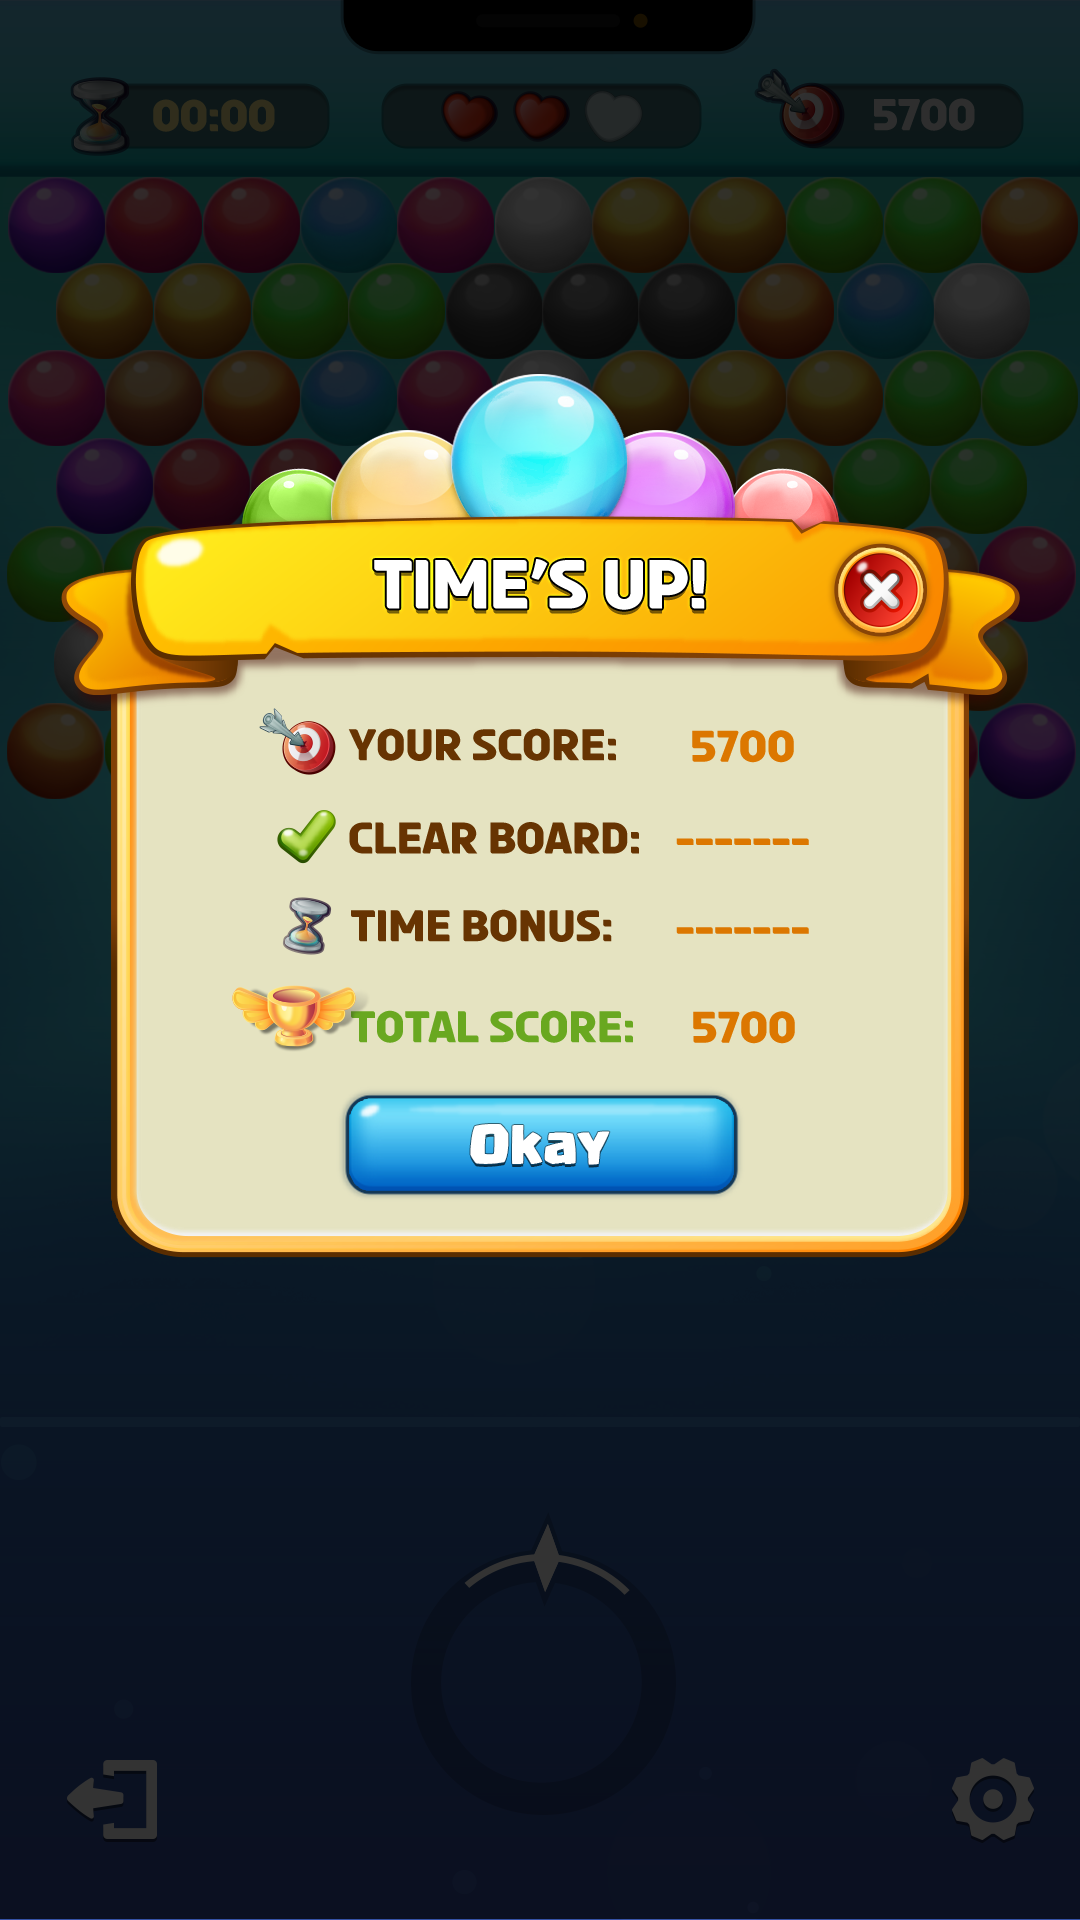 00:00 5700
TIME'S UP!
YOUR SCORE: 5700
CLEAR BOARD: -------
TIME BONUS: -------
TOTAL SCORE: 5700
Okay